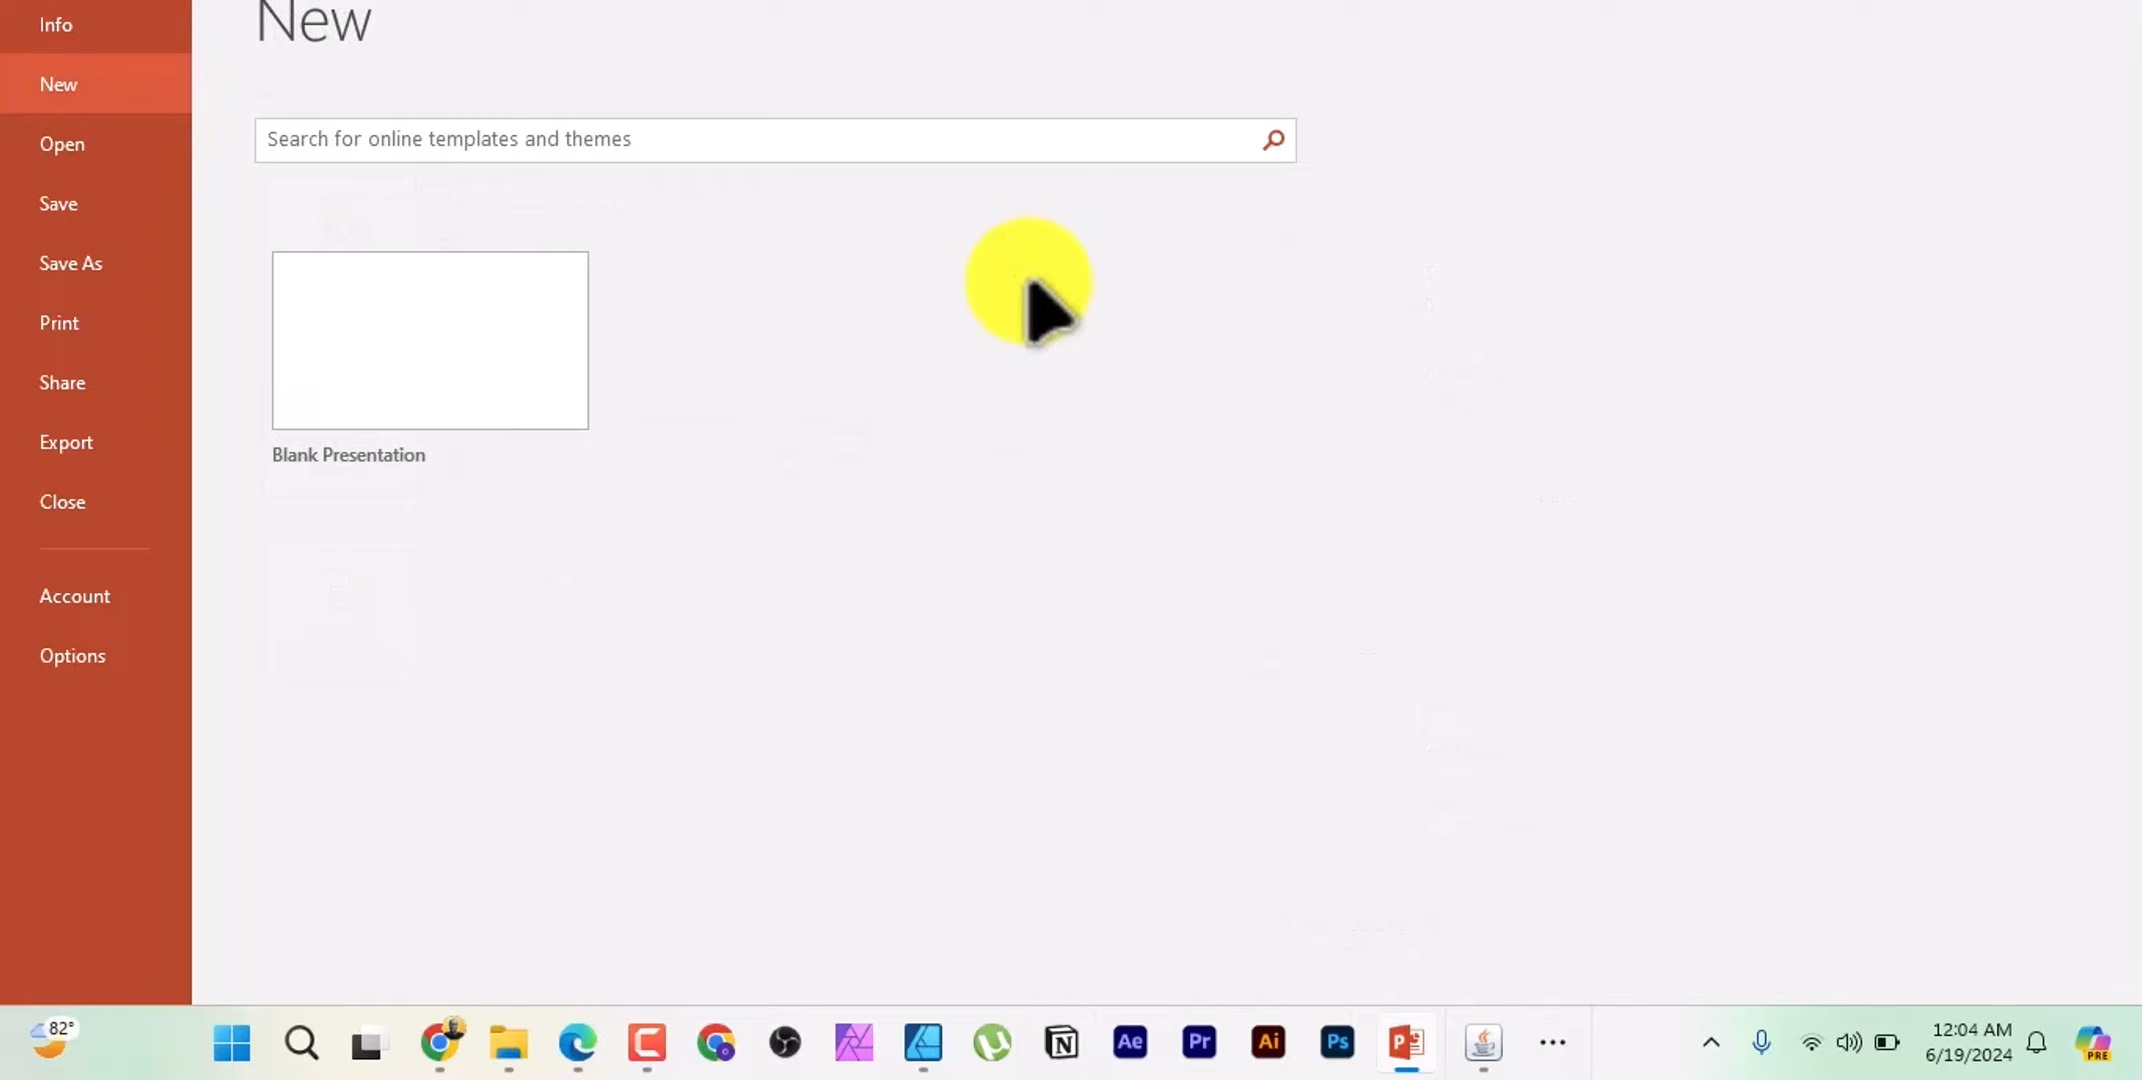 Info
New
Open
Save
Save As
Print
Share
Export
Close
Account
Options
New
Search for online templates and themes
Blank Presentation
82°
N
Ae
Pr
Ai
Ps
P
12:04 AM
6/19/2024
PRE